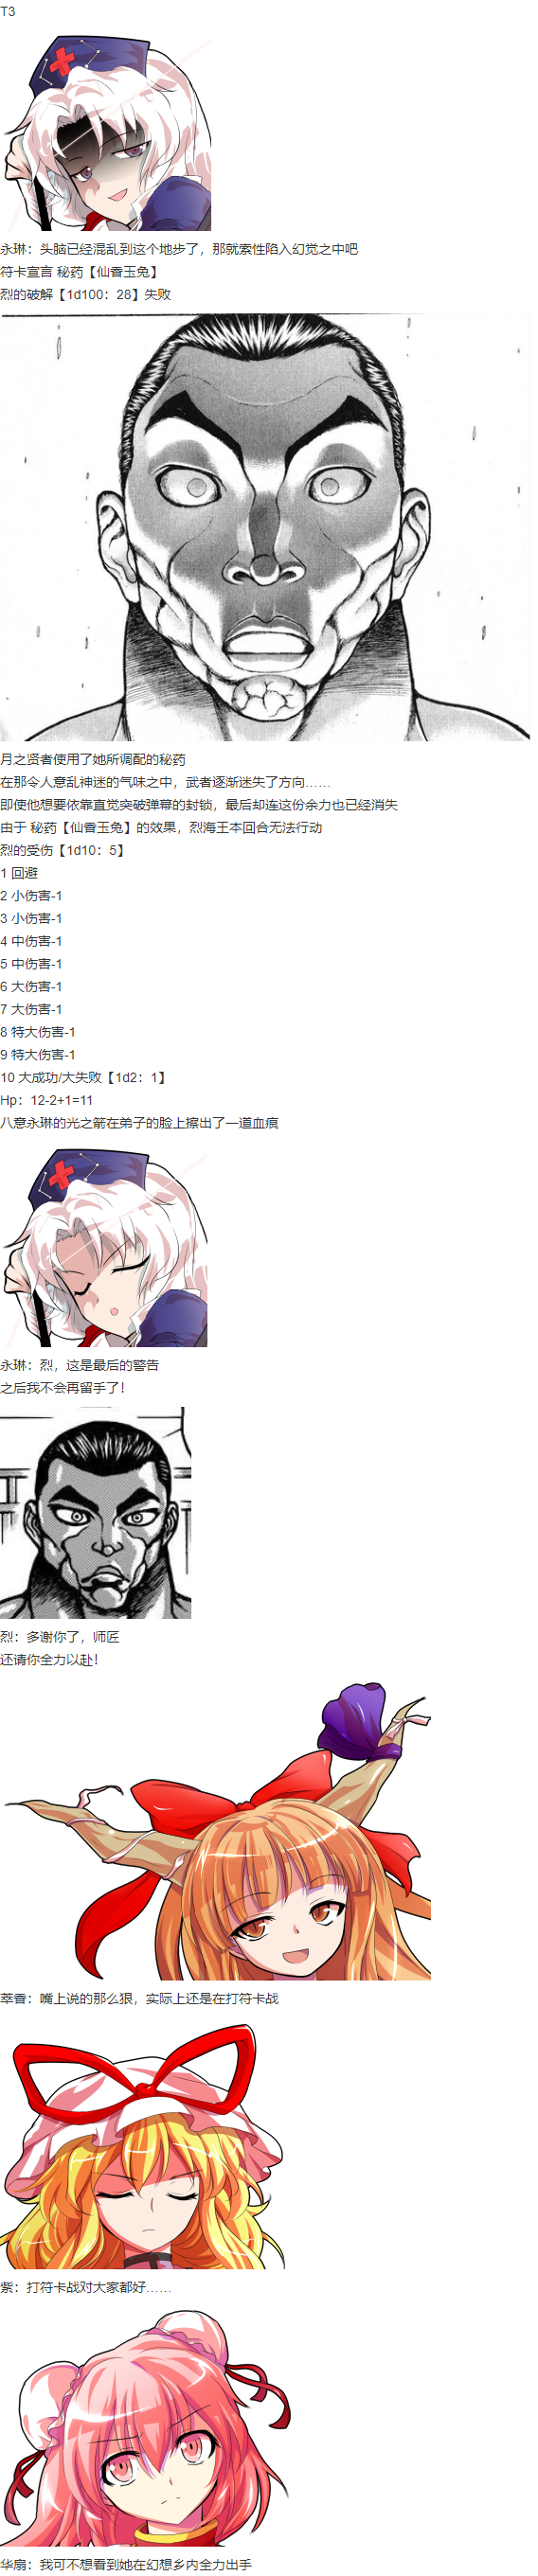 T3
永琳：头脑已经混乱到这个地步了，那就索性陷入幻觉之中吧
符卡宣言 秘药【仙香玉兔】
烈的破解【1d100：28】失败
月之贤者使用了她所调配的秘药
在那令人意乱神迷的气味之中，武者逐渐迷失了方向……
即使他想要依靠直觉突破弹幕的封锁，最后却连这份余力也已经消失
由于 秘药【仙香玉兔】的效果，烈海王本回合无法行动
烈的受伤【1d10：5】
1 回避
2 小伤害-1
3 小伤害-1
4 中伤害-1
5 中伤害-1
6 大伤害-1
7 大伤害-1
8 特大伤害-1
9 特大伤害-1
10 大成功/大失败【1d2：1】
Hp：12-2+1=11
八意永琳的光之箭在弟子的脸上擦出了一道血痕
永琳：烈，这是最后的警告
之后我不会再留手了！
烈：多谢你了，师匠
还请你全力以赴！
萃香：嘴上说的那么狠，实际上还是在打符卡战
紫：打符卡战对大家都好……
华扇：我可不想看到她在幻想乡内全力出手